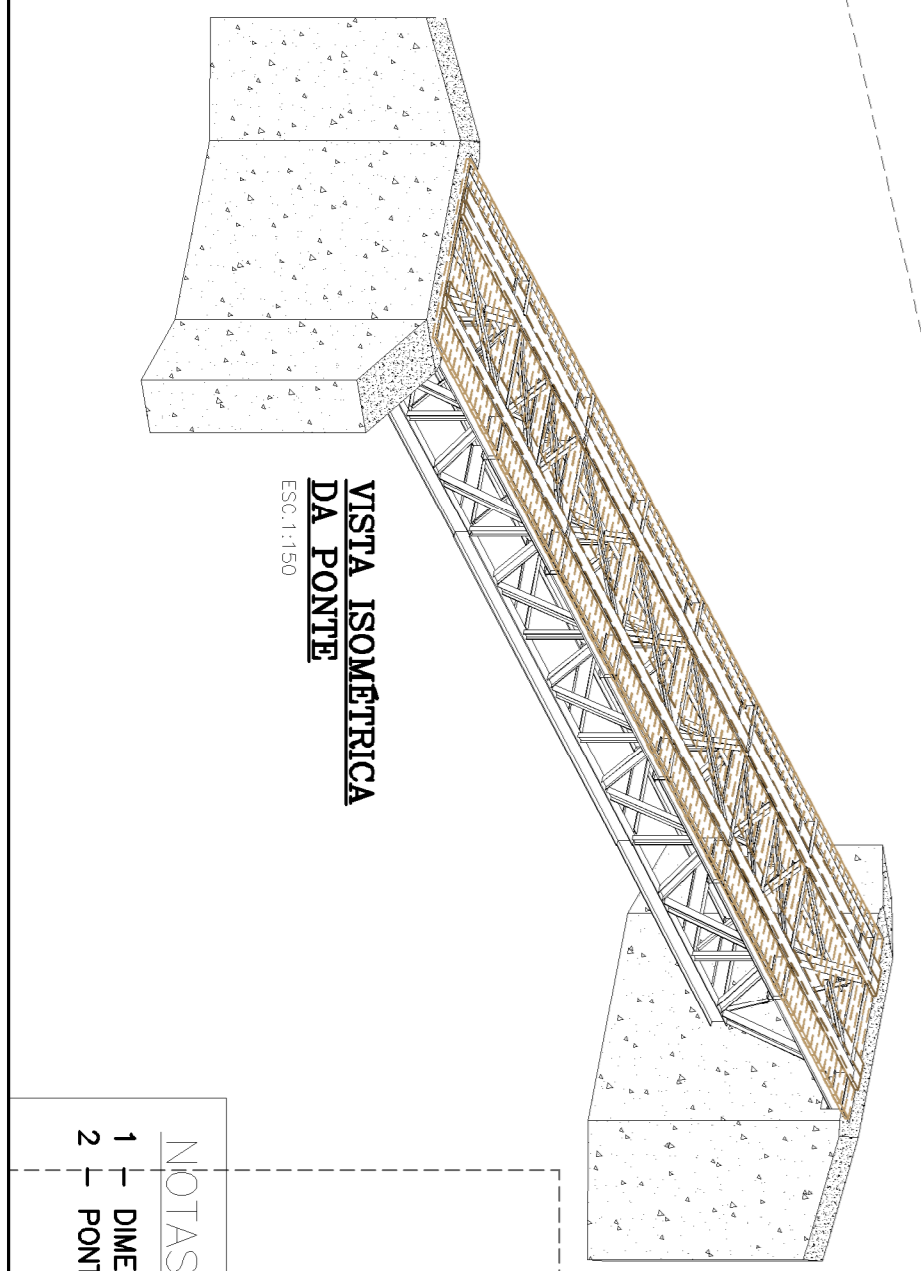 VISTA ISOMÉTRICA
DA PONTE
ESC.1:150
NOTAS
1 – DIME
2 – PONT